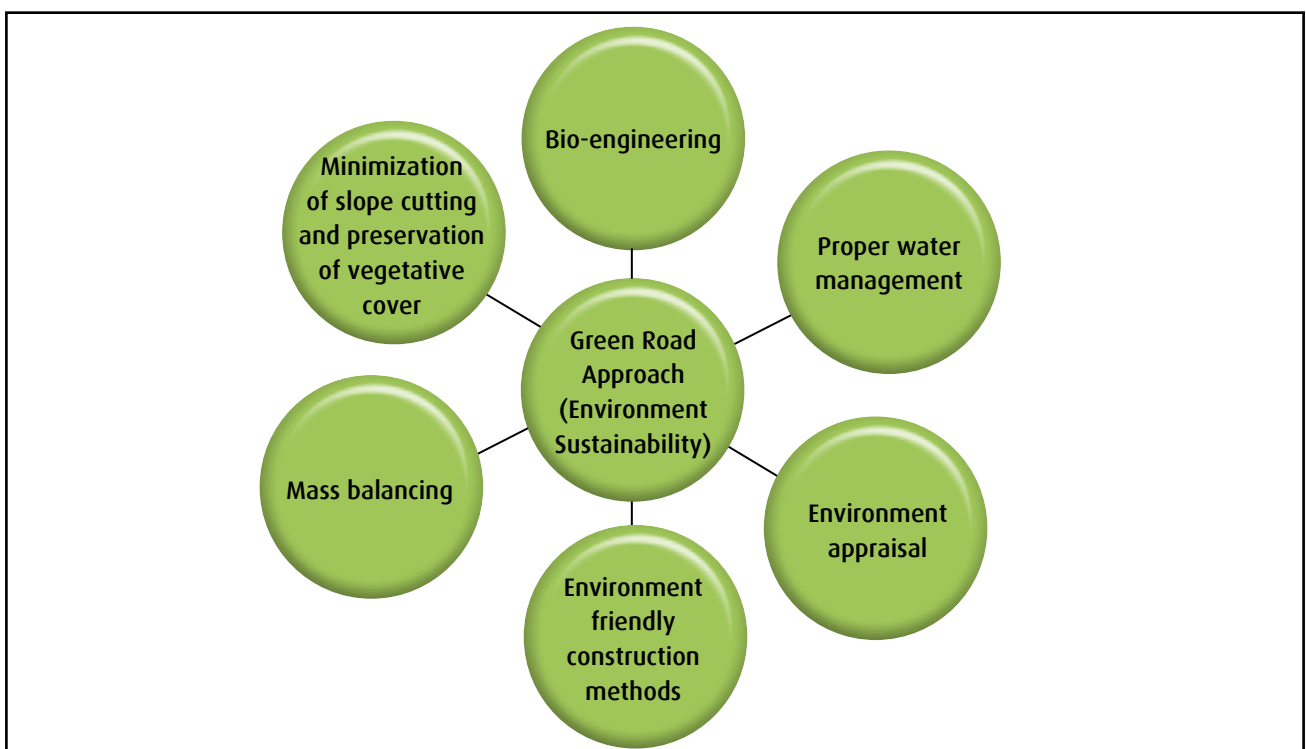 Bio-engineering
Minimization
of slope cutting
and preservation
of vegetative
cover
Proper water
management
Green Road
Approach
(Environment
Sustainability)
Mass balancing
Environment
appraisal
Environment
friendly
construction
methods